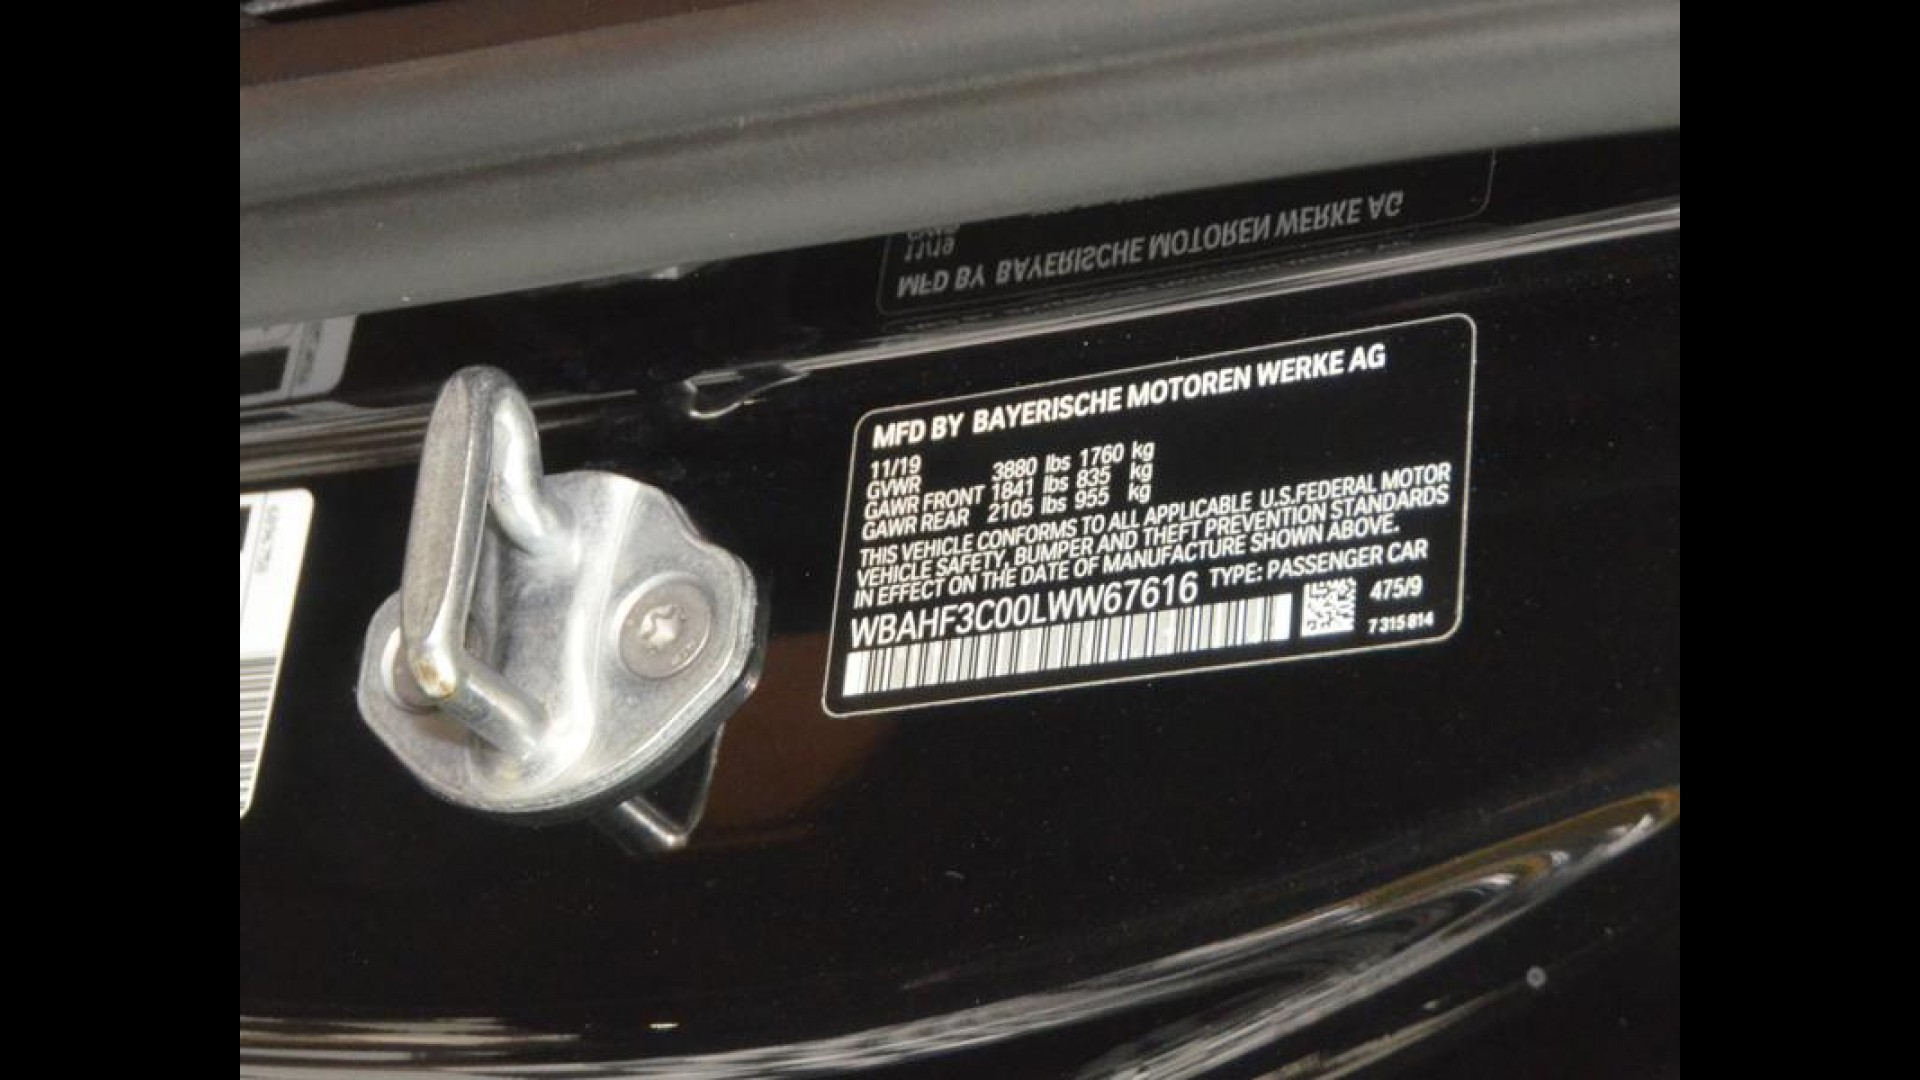 MFD BY BAYERISCHE MOTOREN WERKE AG
11/19
MFD BY BAYERISCHE MOTOREN WERKE AG
11/19
GVWR 3880 lbs 1760 kg
GAWR FRONT 1841 lbs 835 kg
GAWR REAR 2105 lbs 955 kg
THIS VEHICLE CONFORMS TO ALL APPLICABLE U.S.FEDERAL MOTOR
VEHICLE SAFETY, BUMPER AND THEFT PREVENTION STANDARDS
IN EFFECT ON THE DATE OF MANUFACTURE SHOWN ABOVE.
WBAHF3C00LWW67616 TYPE: PASSENGER CAR
475/9
7 315 814